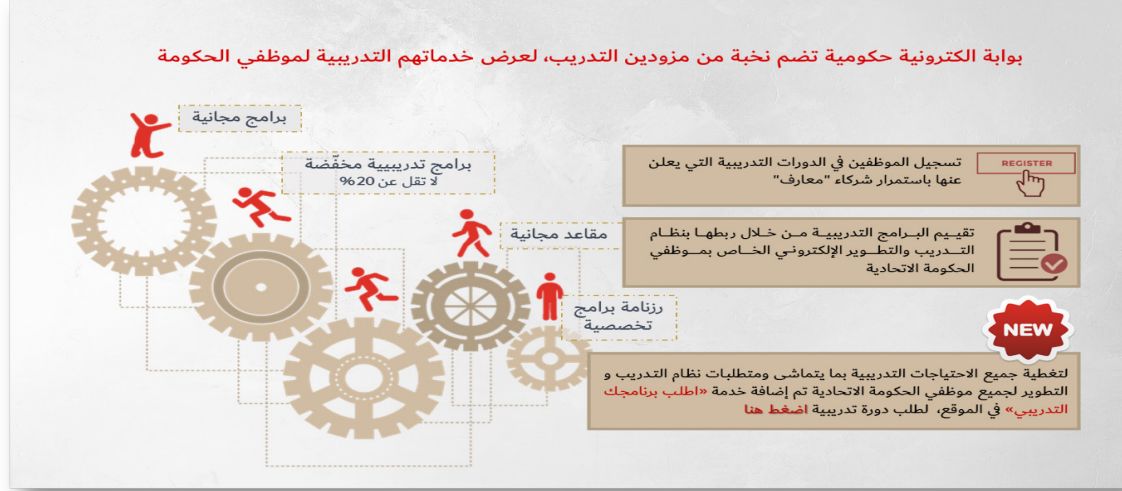 بوابة الكترونية حكومية تضم نخبة من مزودين التدريب، لعرض خدماتهم التدريبية لموظفي الحكومة
برامج مجانية
برامج تدريبيية مخفّضة
لا تقل عن 20%
مقاعد مجانية
رزنامة برامج
تخصصية
REGISTER
تسجيل الموظفين في الدورات التدريبية التي يعلن
عنها باستمرار شركاء "معارف"
تقييم البرامج التدريبية من خلال ربطها بنظام
التدريب والتطوير الإلكتروني الخاص بموظفي
الحكومة الاتحادية
NEW
لتغطية جميع الاحتياجات التدريبية بما يتماشى ومتطلبات نظام التدريب و
التطوير لجميع موظفي الحكومة الاتحادية تم إضافة خدمة «اطلب برنامجك
التدريبي» في الموقع، لطلب دورة تدريبية اضغط هنا